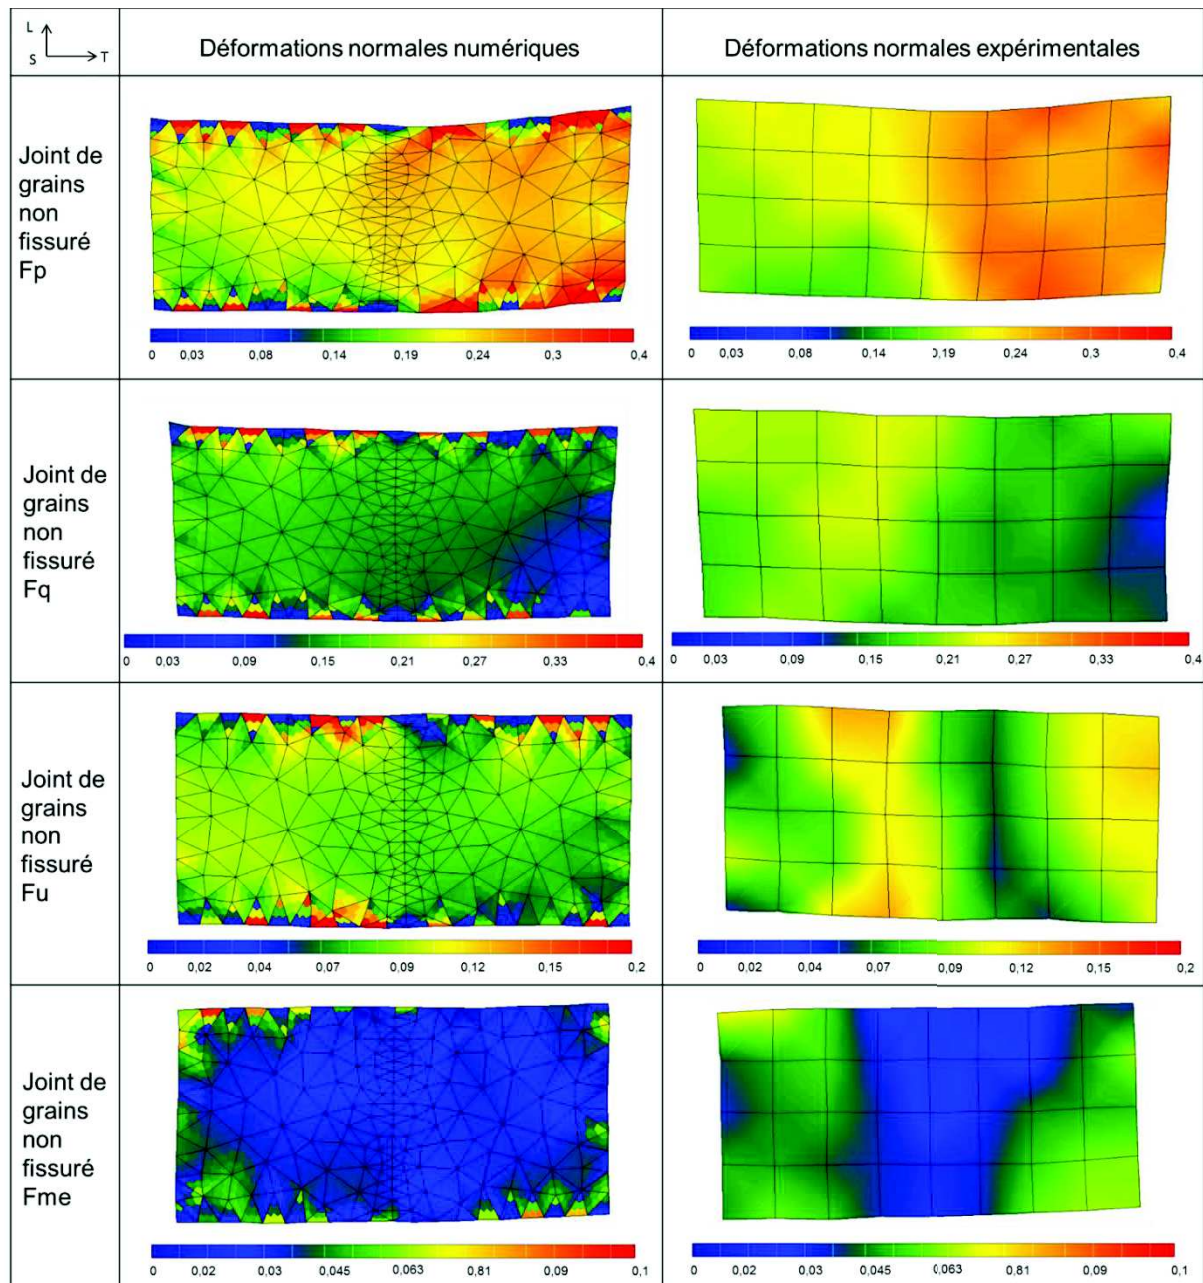 L
S T
Déformations normales numériques
Déformations normales expérimentales
Joint de
grains
non
fissuré
Fp
0 0,03 0,08 0,14 0,19 0,24 0,3 0,4
0 0,03 0,08 0,14 0,19 0,24 0,3 0,4
Joint de
grains
non
fissuré
Fq
0 0,03 0,09 0,15 0,21 0,27 0,33 0,4
0 0,03 0,09 0,15 0,21 0,27 0,33 0,4
Joint de
grains
non
fissuré
Fu
0 0,02 0,04 0,07 0,09 0,12 0,15 0,2
0 0,02 0,04 0,07 0,09 0,12 0,15 0,2
Joint de
grains
non
fissuré
Fme
0 0,02 0,03 0,045 0,063 0,81 0,09 0,1
0 0,02 0,03 0,045 0,063 0,81 0,09 0,1